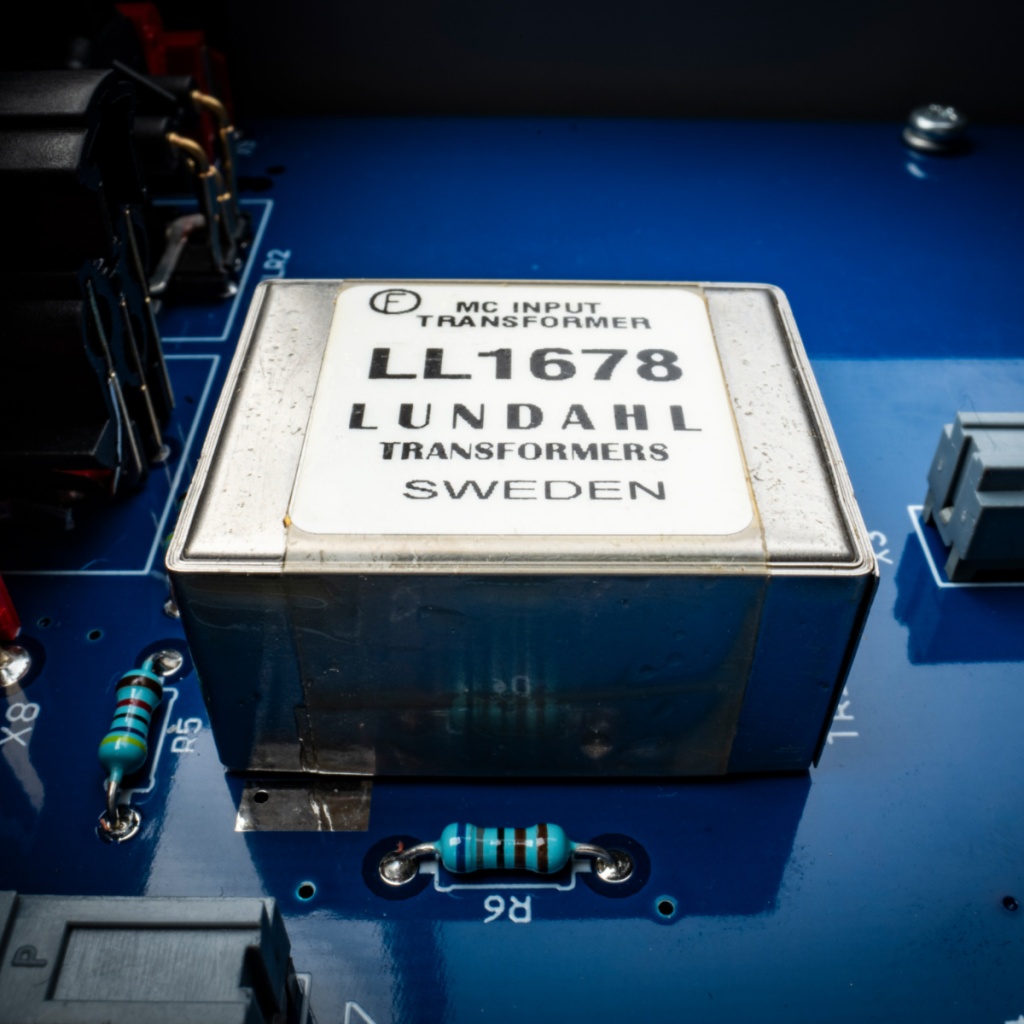 F MC INPUT
TRANSFORMER
LL1678
LUNDAHL
TRANSFORMERS
SWEDEN
R5
X8
R6
P